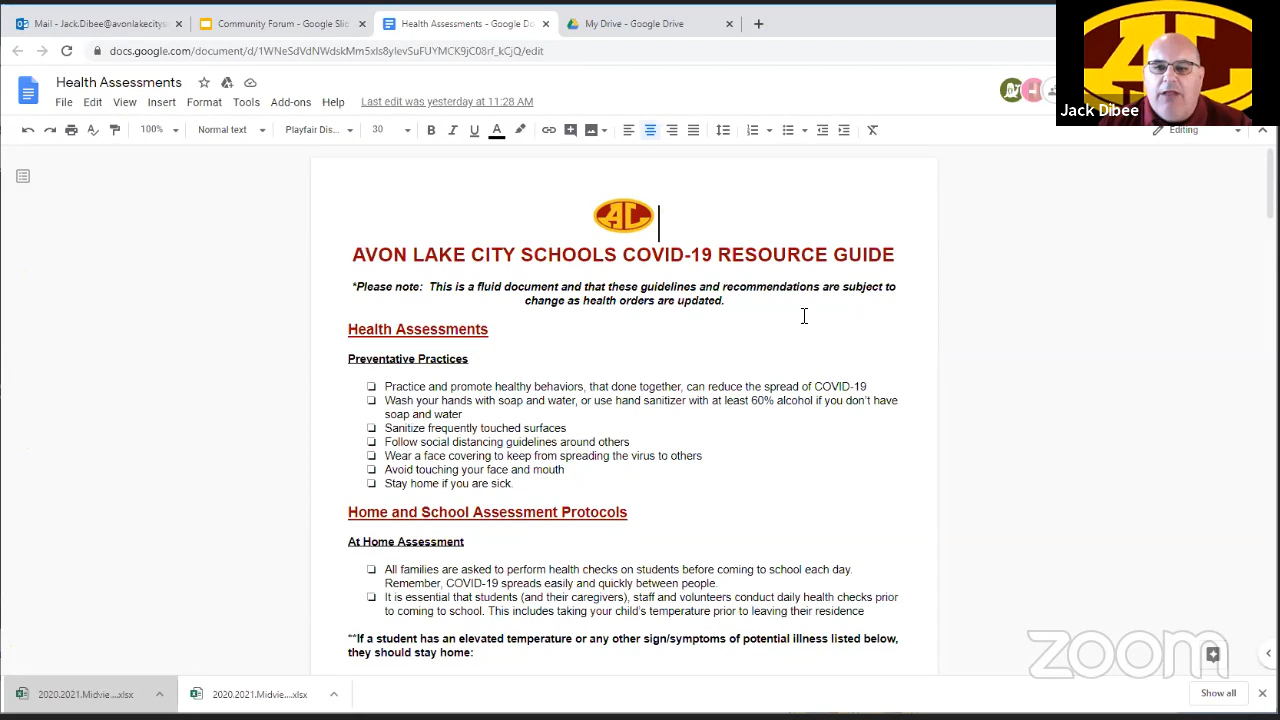 Mail - Jack.Dibee@avonlakecitys
Community Forum - Google Slid
Health Assessments - Google Do
My Drive - Google Drive
docs.google.com/document/d/
/edit
Health Assessments
File Edit View Insert Format Tools Add-ons Help Last edit was yesterday at 11:28 AM
Jack Dibee
100% Normal text Playfair Dis... Editing
AL
AVON LAKE CITY SCHOOLS COVID-19 RESOURCE GUIDE
*Please note: This is a fluid document and that these guidelines and recommendations are subject to
change as health orders are updated.
Health Assessments
Preventative Practices
Practice and promote healthy behaviors, that done together, can reduce the spread of COVID-19
Wash your hands with soap and water, or use hand sanitizer with at least 60% alcohol if you don't have
soap and water
Sanitize frequently touched surfaces
Follow social distancing guidelines around others
Wear a face covering to keep from spreading the virus to others
Avoid touching your face and mouth
Stay home if you are sick.
Home and School Assessment Protocols
At Home Assessment
All families are asked to perform health checks on students before coming to school each day.
Remember, COVID-19 spreads easily and quickly between people.
It is essential that students (and their caregivers), staff and volunteers conduct daily health checks prior
to coming to school. This includes taking your child's temperature prior to leaving their residence
**If a student has an elevated temperature or any other sign/symptoms of potential illness listed below,
they should stay home:
zoom
2020.2021.Midvie....xlsx
2020.2021.Midvie....xlsx
Show all